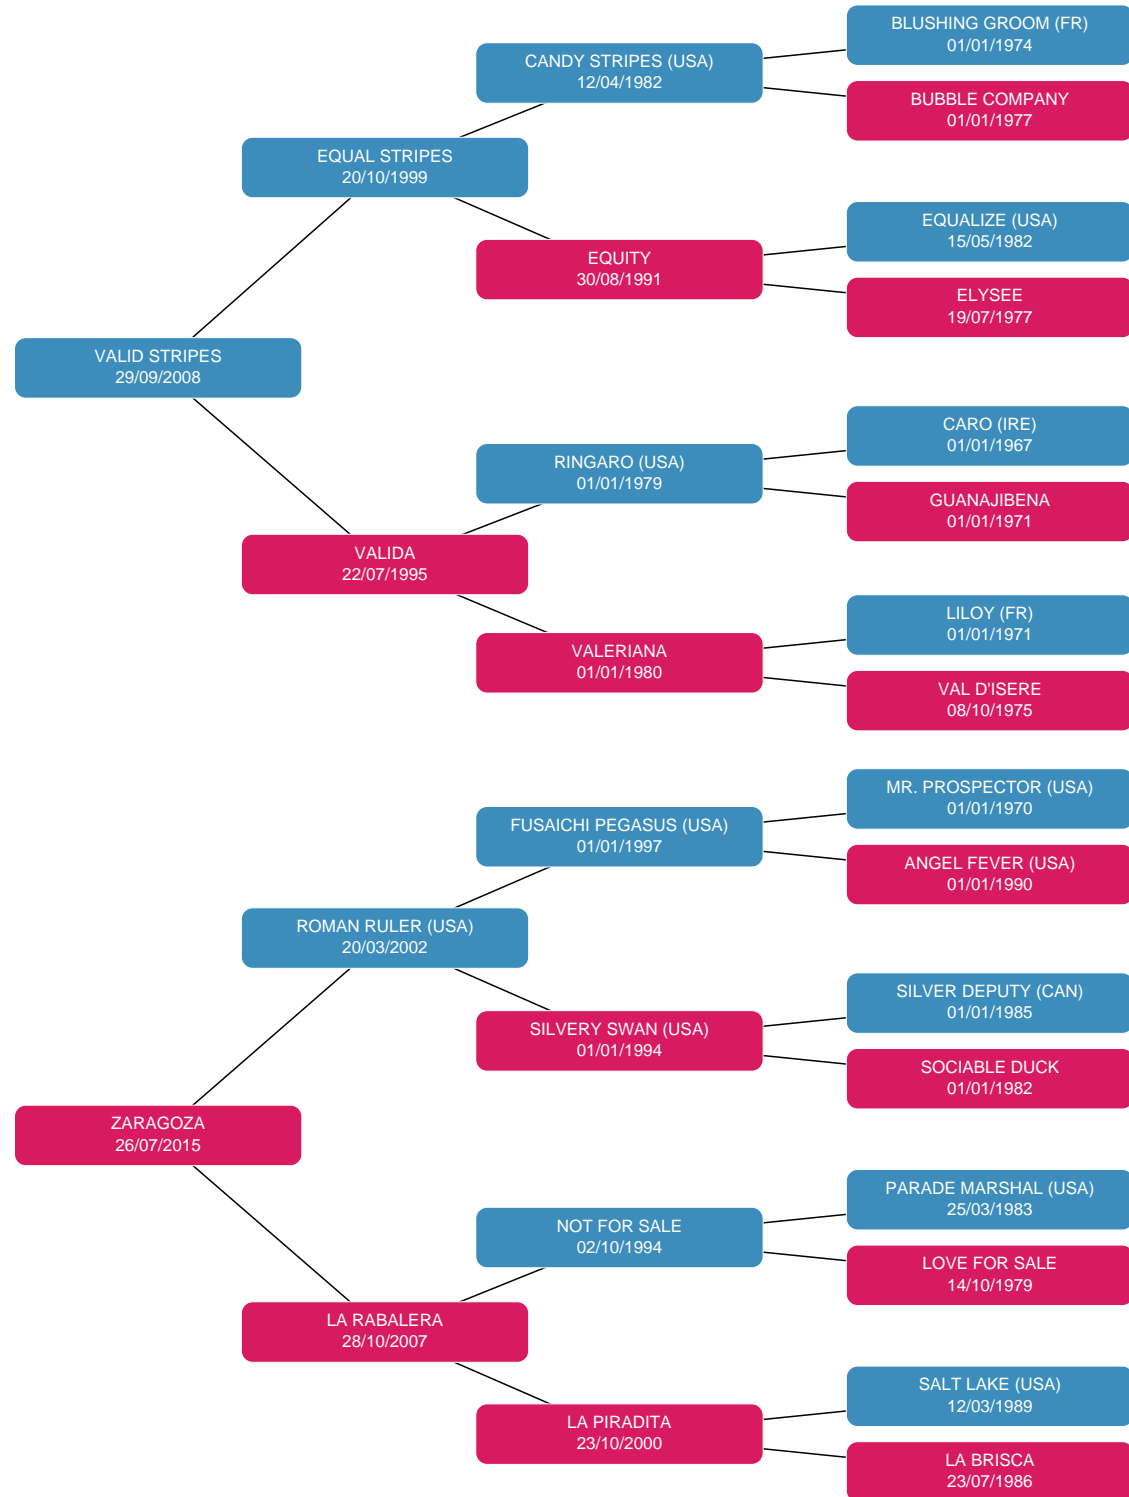 BLUSHING GROOM (FR)
01/01/1974
CANDY STRIPES (USA)
12/04/1982
BUBBLE COMPANY
01/01/1977
EQUAL STRIPES
20/10/1999
EQUALIZE (USA)
15/05/1982
EQUITY
30/08/1991
ELYSEE
19/07/1977
VALID STRIPES
29/09/2008
CARO (IRE)
01/01/1967
RINGARO (USA)
01/01/1979
GUANAJIBENA
01/01/1971
VALIDA
22/07/1995
LILOY (FR)
01/01/1971
VALERIANA
01/01/1980
VAL D'ISERE
08/10/1975
MR. PROSPECTOR (USA)
01/01/1970
FUSAICHI PEGASUS (USA)
01/01/1997
ANGEL FEVER (USA)
01/01/1990
ROMAN RULER (USA)
20/03/2002
SILVER DEPUTY (CAN)
01/01/1985
SILVERY SWAN (USA)
01/01/1994
SOCIABLE DUCK
01/01/1982
ZARAGOZA
26/07/2015
PARADE MARSHAL (USA)
25/03/1983
NOT FOR SALE
02/10/1994
LOVE FOR SALE
14/10/1979
LA RABALERA
28/10/2007
SALT LAKE (USA)
12/03/1989
LA PIRADITA
23/10/2000
LA BRISCA
23/07/1986